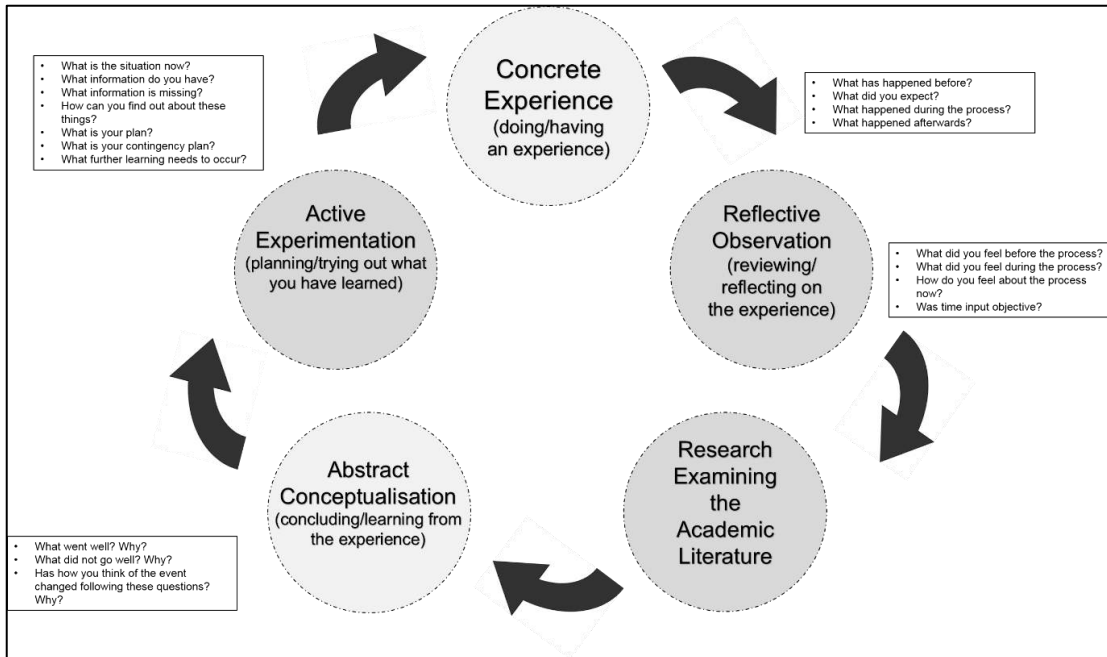 Concrete
Experience
(doing/having
an experience)
• What has happened before?
• What did you expect?
• What happened during the process?
• What happened afterwards?
Reflective
Observation
(reviewing/
reflecting on
the experience)
• What did you feel before the process?
• What did you feel during the process?
• How do you feel about the process
now?
• Was time input objective?
Research
Examining
the
Academic
Literature
Abstract
Conceptualisation
(concluding/learning from
the experience)
• What went well? Why?
• What did not go well? Why?
• Has how you think of the event
changed following these questions?
Why?
Active
Experimentation
(planning/trying out what
you have learned)
• What is the situation now?
• What information do you have?
• What information is missing?
• How can you find out about these
things?
• What is your plan?
• What is your contingency plan?
• What further learning needs to occur?